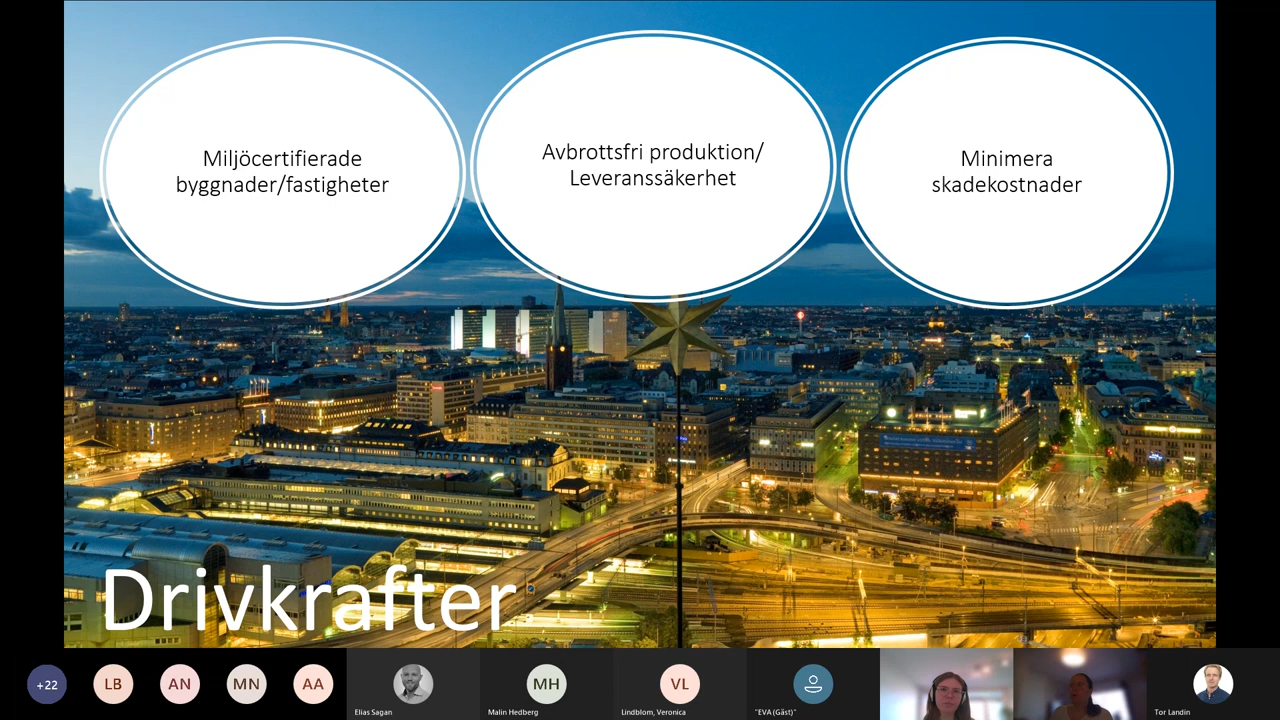 Miljöcertifierade
byggnader/fastigheter
Avbrottsfri produktion/
Leveranssäkerhet
Minimera
skadekostnader
Drivkrafter
+22
LB
AN
MN
AA
Elias Sagan
MH
Malin Hedberg
VL
Lindblom, Veronica
"EVA (Gäst)"
Tor Landin